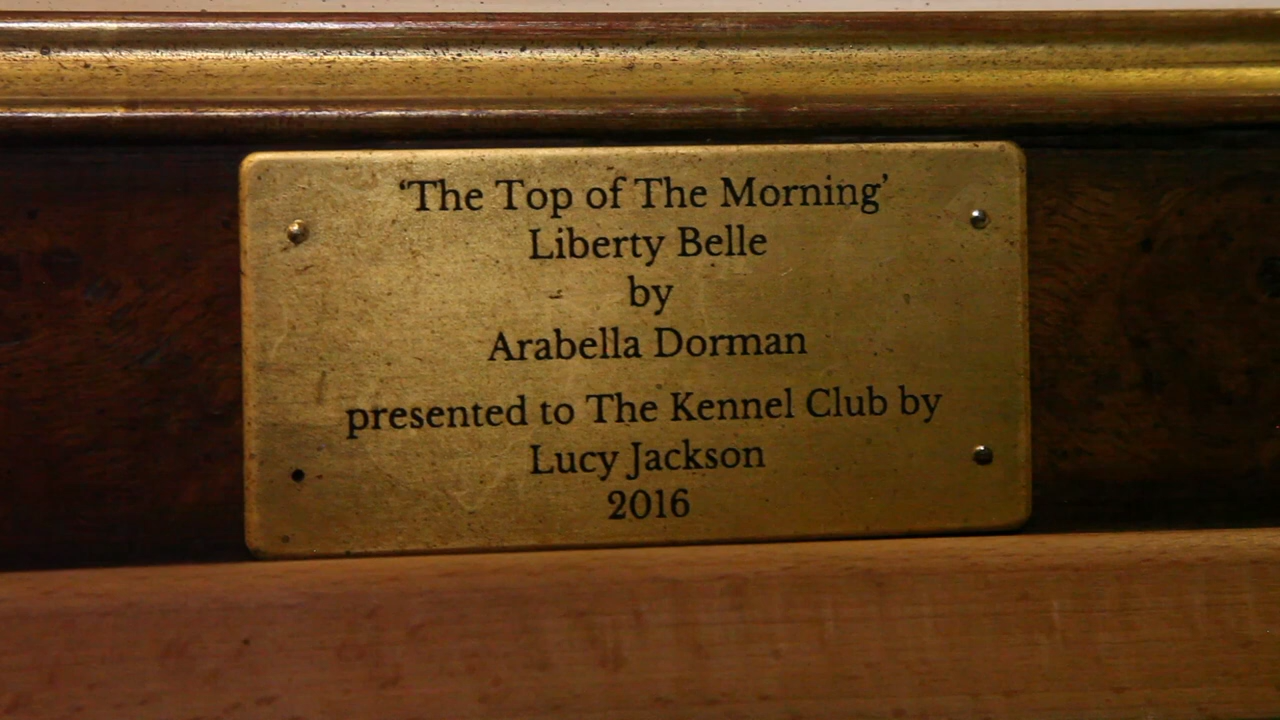 ‘The Top of The Morning’
Liberty Belle
by
Arabella Dorman
presented to The Kennel Club by
Lucy Jackson
2016